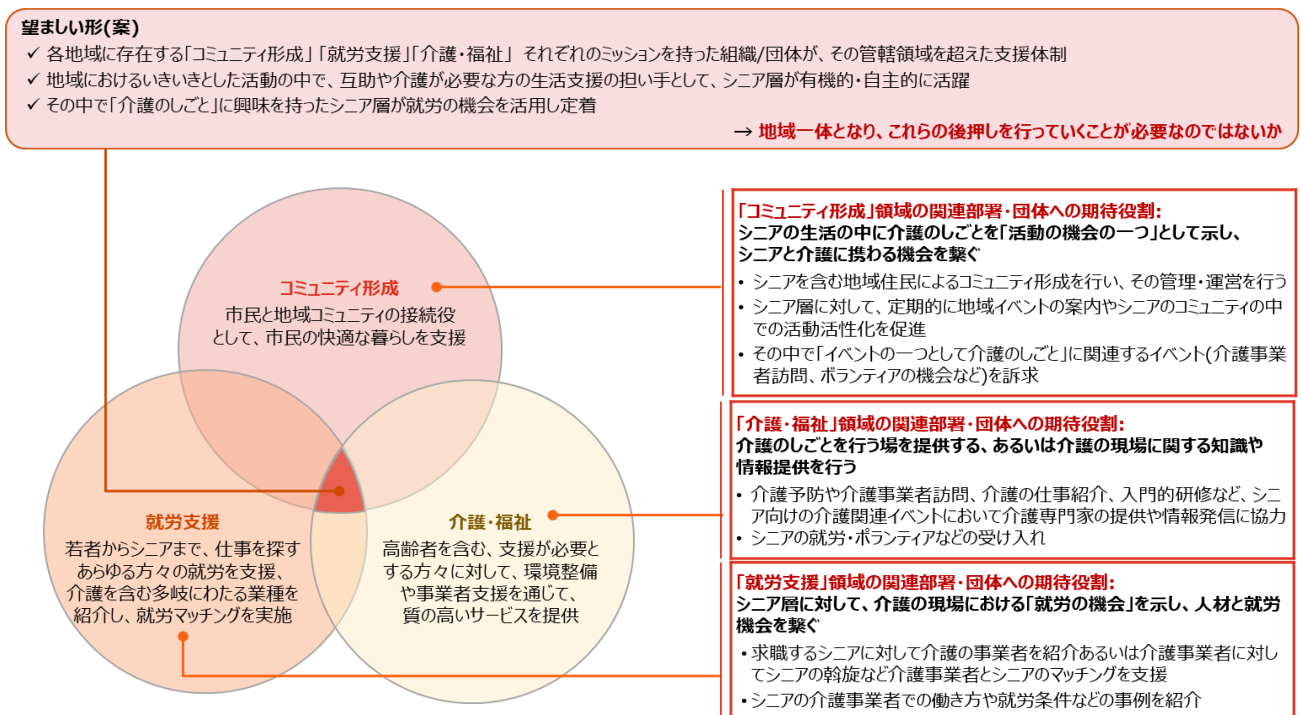 望ましい形(案)
✓ 各地域に存在する｢コミュニティ形成｣ ｢就労支援｣｢介護・福祉｣ それぞれのミッションを持った組織/団体が、その管轄領域を超えた支援体制
✓ 地域におけるいきいきとした活動の中で、互助や介護が必要な方の生活支援の担い手として、シニア層が有機的・自主的に活躍
✓ その中で｢介護のしごと｣に興味を持ったシニア層が就労の機会を活用し定着
→ 地域一体となり、これらの後押しを行っていくことが必要なのではないか
コミュニティ形成
市民と地域コミュニティの接続役
として、市民の快適な暮らしを支援
就労支援
若者からシニアまで、仕事を探す
あらゆる方々の就労を支援、
介護を含む多岐にわたる業種を
紹介し、就労マッチングを実施
介護・福祉
高齢者を含む、支援が必要と
する方々に対して、環境整備
や事業者支援を通じて、
質の高いサービスを提供
｢コミュニティ形成｣領域の関連部署・団体への期待役割:
シニアの生活の中に介護のしごとを｢活動の機会の一つ｣として示し、
シニアと介護に携わる機会を繋ぐ
• シニアを含む地域住民によるコミュニティ形成を行い、その管理・運営を行う
• シニア層に対して、定期的に地域イベントの案内やシニアのコミュニティの中
での活動活性化を促進
• その中で｢イベントの一つとして介護のしごと｣に関連するイベント(介護事業
者訪問、ボランティアの機会など)を訴求
｢介護・福祉｣領域の関連部署・団体への期待役割:
介護のしごとを行う場を提供する、あるいは介護の現場に関する知識や
情報提供を行う
• 介護予防や介護事業者訪問、介護の仕事紹介、入門的研修など、シニ
ア向けの介護関連イベントにおいて介護専門家の提供や情報発信に協力
• シニアの就労・ボランティアなどの受け入れ
｢就労支援｣領域の関連部署・団体への期待役割:
シニア層に対して、介護の現場における｢就労の機会｣を示し、人材と就労
機会を繋ぐ
• 求職するシニアに対して介護の事業者を紹介あるいは介護事業者に対し
てシニアの斡旋など介護事業者とシニアのマッチングを支援
• シニアの介護事業者での働き方や就労条件などの事例を紹介